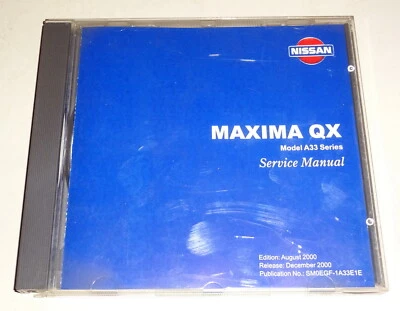 NISSAN
MAXIMA QX
Model A33 Series
Service Manual
Edition: August 2000
Release: December 2000
Publication No.: SM0EGF-1A33E1E